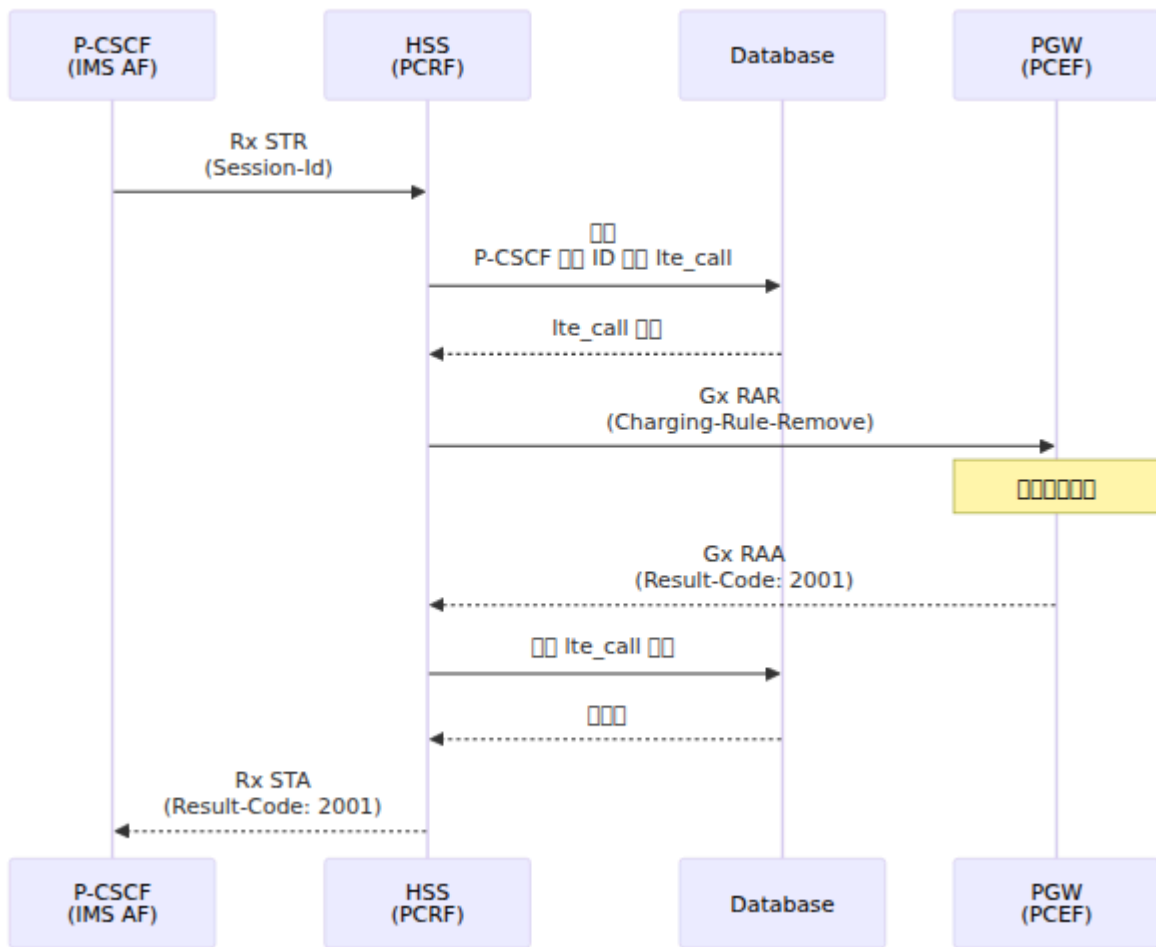 P-CSCF
(IMS AF)
HSS
(PCRF)
Database
PGW
(PCEF)
Rx STR
(Session-Id)
P-CSCF ID lte_call
lte_call
Gx RAR
(Charging-Rule-Remove)
Gx RAA
(Result-Code: 2001)
lte_call
Rx STA
(Result-Code: 2001)
P-CSCF
(IMS AF)
HSS
(PCRF)
Database
PGW
(PCEF)